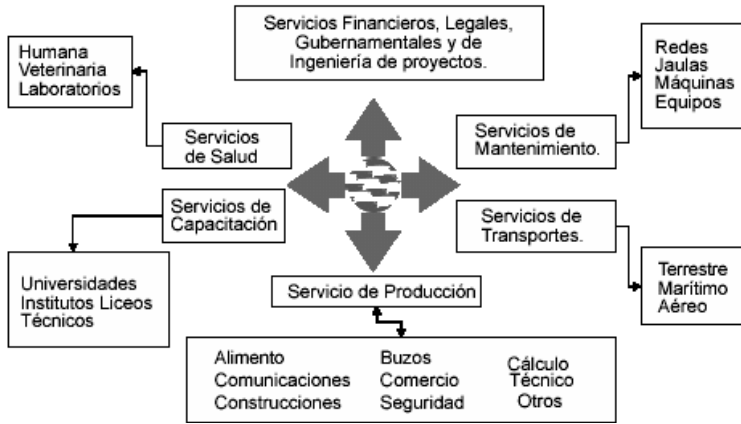 Servicios Financieros, Legales,
Gubernamentales y de
Ingeniería de proyectos.
Humana
Veterinaria
Laboratorios
Redes
Jaulas
Máquinas
Equipos
Servicios
de Salud
Servicios de
Mantenimiento.
Servicios de
Capacitación
Servicios de
Transportes.
Universidades
Institutos Liceos
Técnicos
Servicio de Producción
Terrestre
Marítimo
Aéreo
Alimento
Comunicaciones
Construcciones
Buzos
Comercio
Seguridad
Cálculo
Técnico
Otros